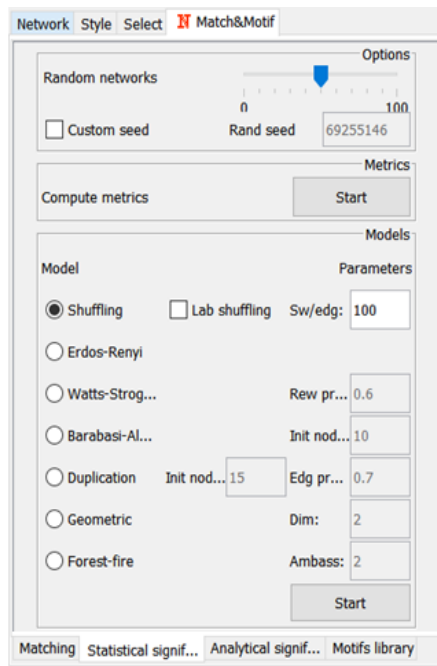 Network Style Select N Match&Motif
Options
Random networks
0 100
Custom seed Rand seed 69255146
Metrics
Compute metrics Start
Models
Model Parameters
Shuffling Lab shuffling Sw/edg: 100
Erdos-Renyi
Watts-Strog... Rew pr... 0.6
Barabasi-Al... Init nod... 10
Duplication Init nod... 15 Edg pr... 0.7
Geometric Dim: 2
Forest-fire Ambass: 2
Start
Matching Statistical signif... Analytical signif... Motifs library